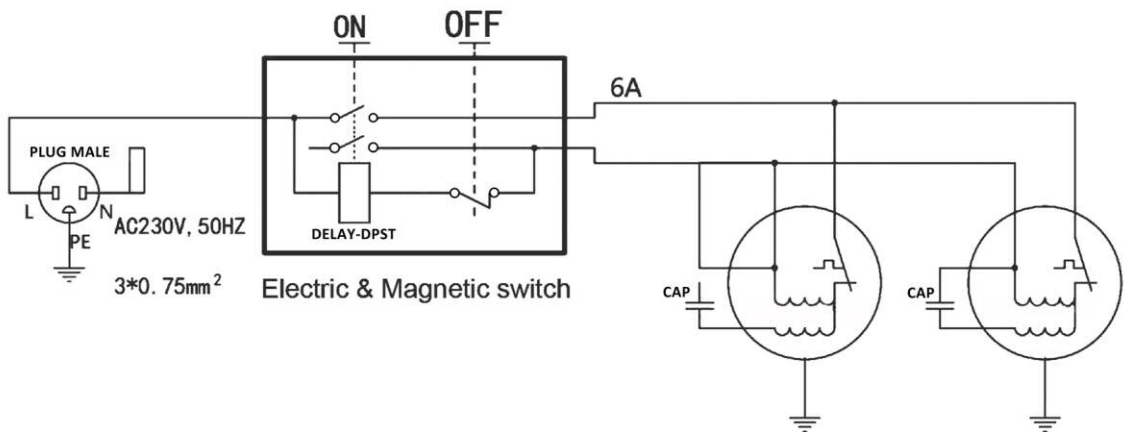 ON
OFF
6A
PLUG MALE
L
N
AC230V, 50HZ
PE
DELAY-DPST
3*0.75mm²
Electric & Magnetic switch
CAP
CAP